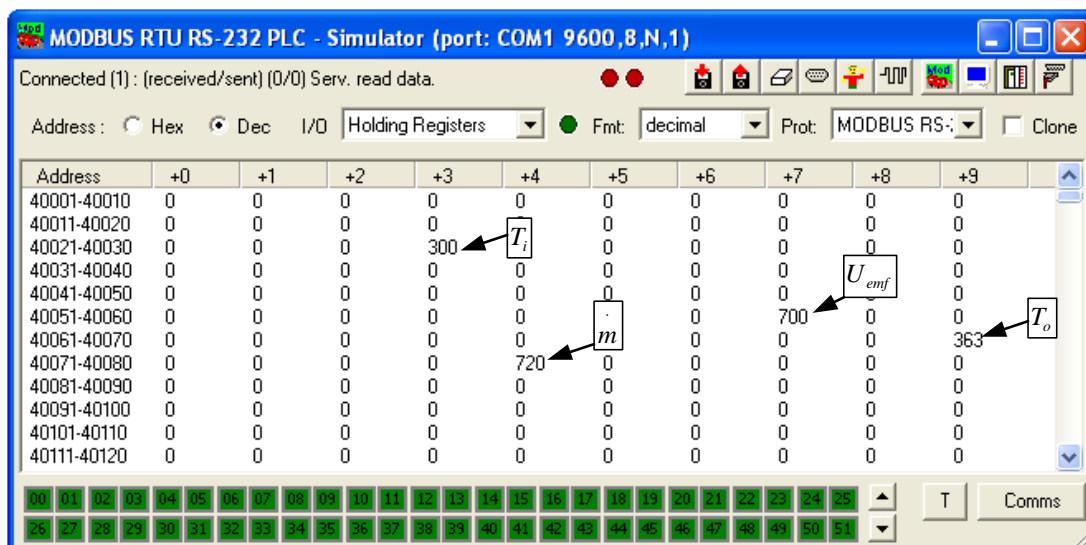 MODBUS RTU RS-232 PLC - Simulator (port: COM1 9600,8,N,1)
Connected (1) : (received/sent) (0/0) Serv. read data.
Address : Hex Dec I/O Holding Registers Fmt: decimal Prot: MODBUS RS-: Clone
Address +0 +1 +2 +3 +4 +5 +6 +7 +8 +9
40001-40010 0 0 0 0 0 0 0 0 0 0
40011-40020 0 0 0 0 0 0 0 0 0
40021-40030 0 0 0 300 T_i 0 0 0 0 0
40031-40040 0 0 0 0 0 0 0 0 0
40041-40050 0 0 0 0 0 0 0 0 U_emf 0
40051-40060 0 0 0 0 0 0 700 0
40061-40070 0 0 0 0 0 ṁ 0 0 0 363 T_o
40071-40080 0 0 0 0 720 0 0 0 0 0
40081-40090 0 0 0 0 0 0 0 0 0 0
40091-40100 0 0 0 0 0 0 0 0 0 0
40101-40110 0 0 0 0 0 0 0 0 0 0
40111-40120 0 0 0 0 0 0 0 0 0 0
00 01 02 03 04 05 06 07 08 09 10 11 12 13 14 15 16 17 18 19 20 21 22 23 24 25
T Comms
26 27 28 29 30 31 32 33 34 35 36 37 38 39 40 41 42 43 44 45 46 47 48 49 50 51